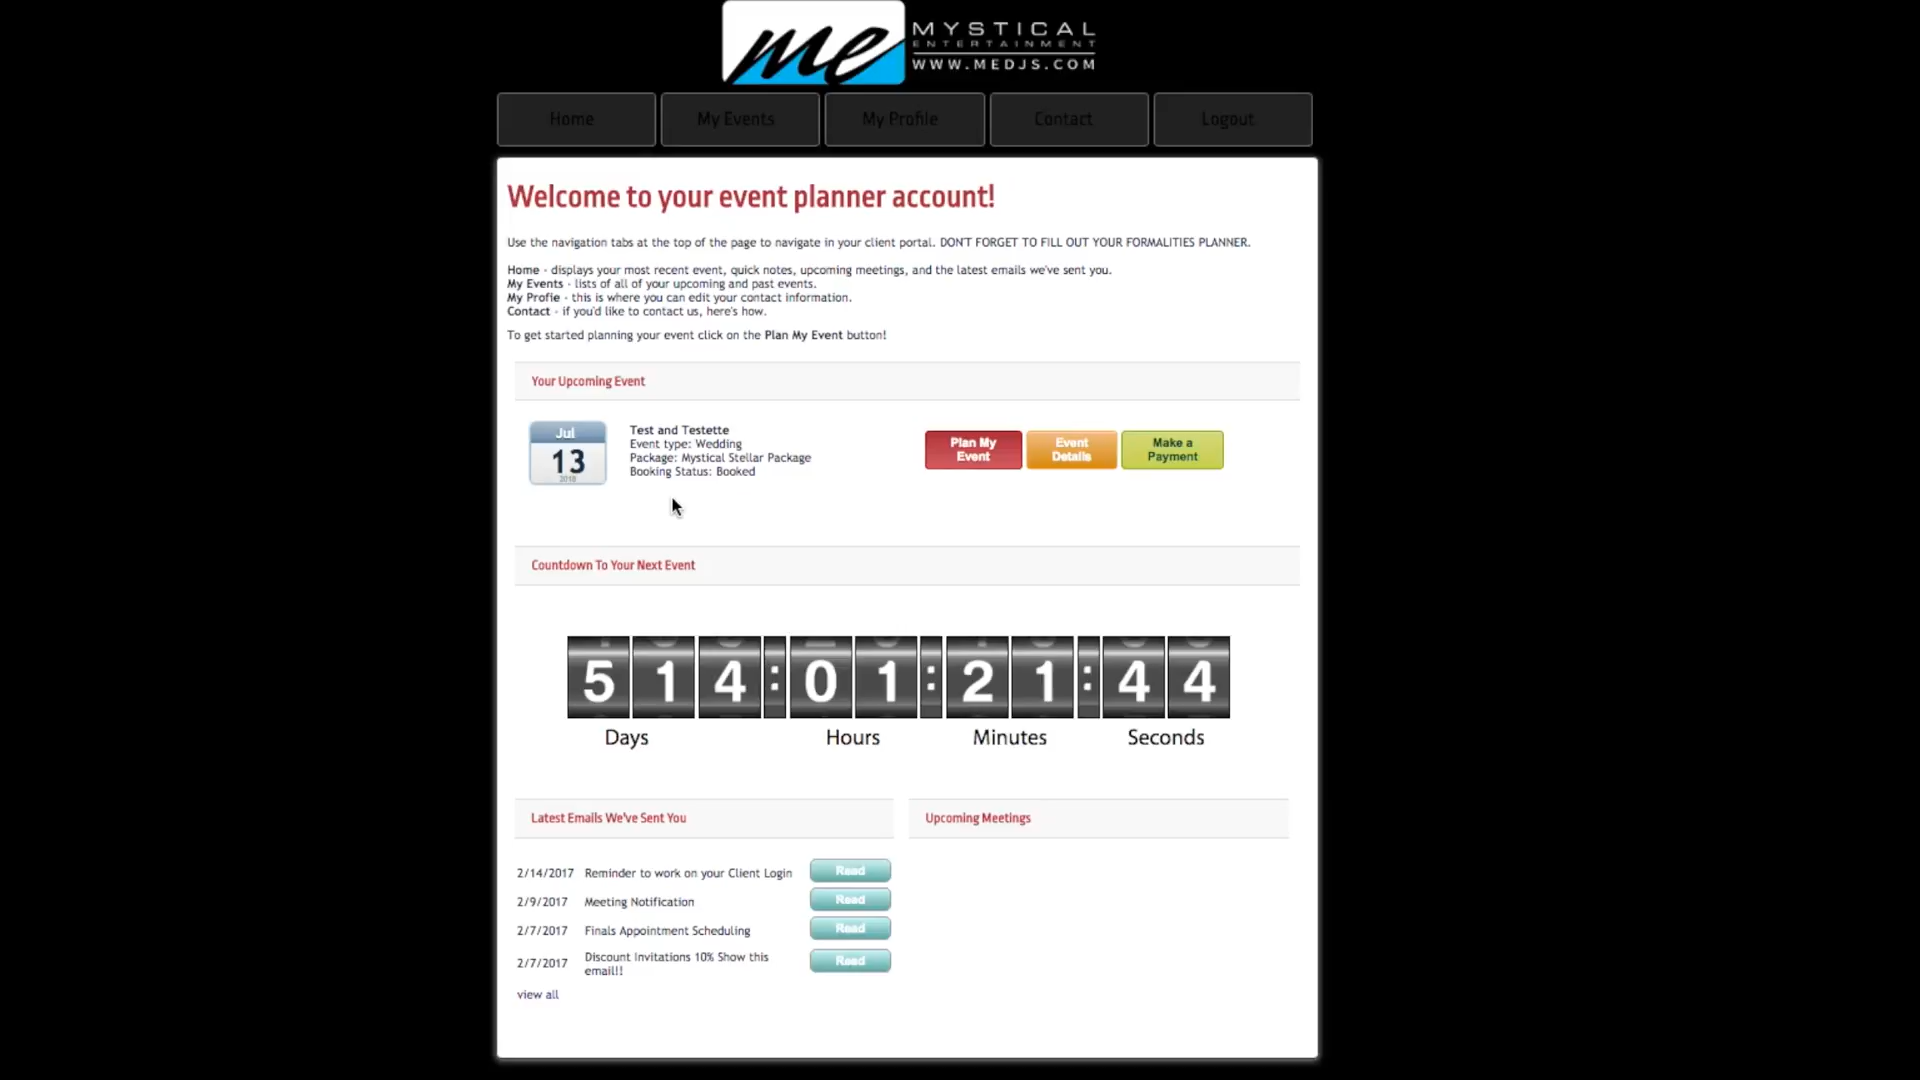 me MYSTICAL
ENTERTAINMENT
WWW.MEDJS.COM
Home My Events My Profile Contact Logout
Welcome to your event planner account!
Use the navigation tabs at the top of the page to navigate in your client portal. DON'T FORGET TO FILL OUT YOUR FORMALITIES PLANNER.
Home - displays your most recent event, quick notes, upcoming meetings, and the latest emails we've sent you.
My Events - lists of all of your upcoming and past events.
My Profie - this is where you can edit your contact information.
Contact - if you'd like to contact us, here's how.
To get started planning your event click on the Plan My Event button!
Your Upcoming Event
Jul
13
2018
Test and Testette
Event type: Wedding
Package: Mystical Stellar Package
Booking Status: Booked
Plan My
Event
Event
Details
Make a
Payment
Countdown To Your Next Event
514:01:21:44
Days Hours Minutes Seconds
Latest Emails We've Sent You
2/14/2017 Reminder to work on your Client Login Read
2/9/2017 Meeting Notification Read
2/7/2017 Finals Appointment Scheduling Read
2/7/2017 Discount Invitations 10% Show this
email!! Read
view all
Upcoming Meetings